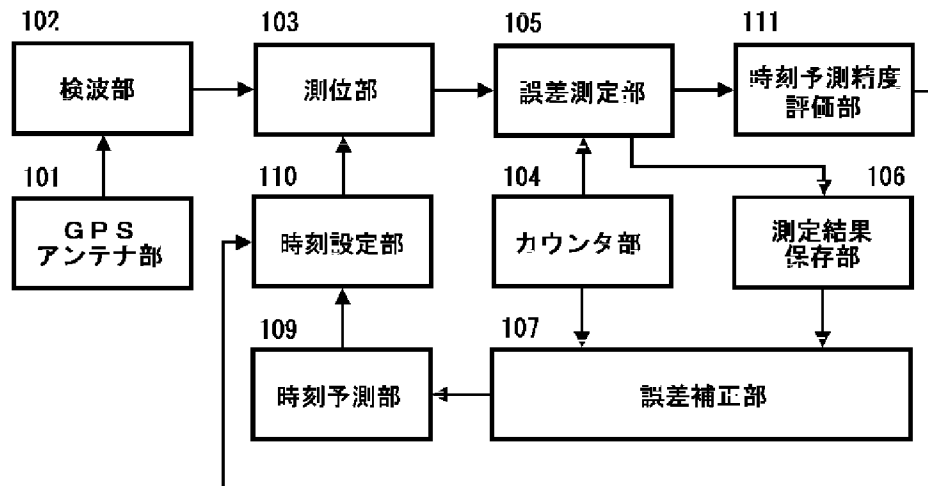 102
検波部
103
測位部
105
誤差測定部
111
時刻予測精度
評価部
101
GPS
アンテナ部
110
時刻設定部
104
カウンタ部
106
測定結果
保存部
109
時刻予測部
107
誤差補正部